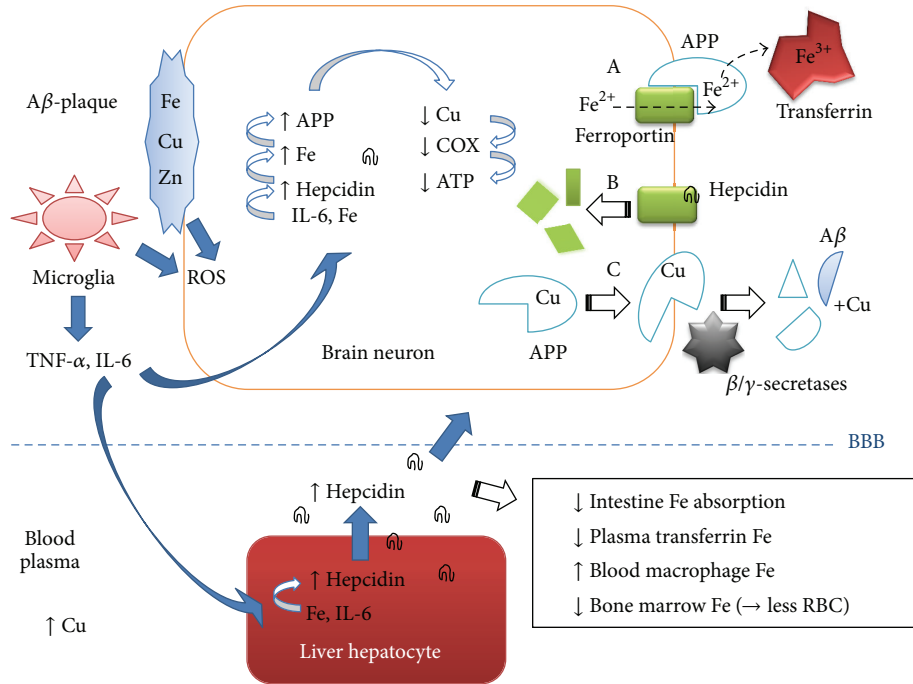 Aβ-plaque
Fe
Cu
Zn
Microglia
ROS
TNF-α, IL-6
↑ APP
↑ Fe
↑ Hepcidin
IL-6, Fe
↓ Cu
↓ COX
↓ ATP
Brain neuron
A
APP
Fe2+
Fe2+
Fe3+
Ferroportin
Transferrin
B
Hepcidin
C
Cu
APP
Cu
Aβ
+Cu
β/γ-secretases
BBB
↑ Hepcidin
Blood
plasma
↑ Cu
↑ Hepcidin
Fe, IL-6
Liver hepatocyte
↓ Intestine Fe absorption
↓ Plasma transferrin Fe
↑ Blood macrophage Fe
↓ Bone marrow Fe (→ less RBC)